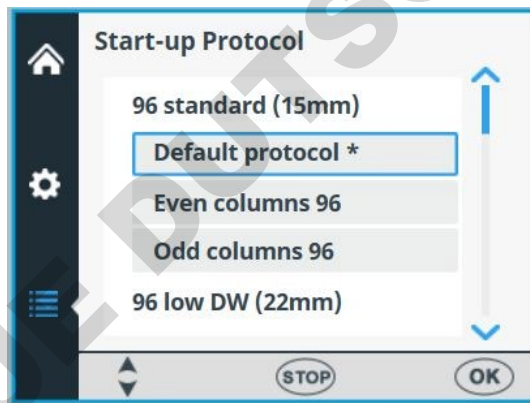 Start-up Protocol
96 standard (15mm)
Default protocol *
Even columns 96
Odd columns 96
96 low DW (22mm)
STOP
OK